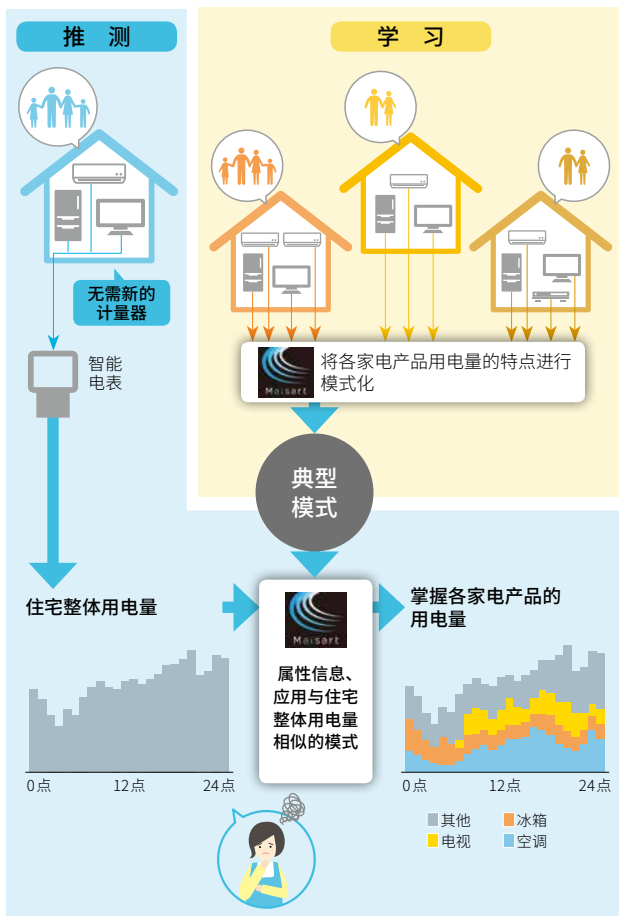 推 测
学 习
无需新的
计量器
智能
电表
Maisart
将各家电产品用电量的特点进行
模式化
典型
模式
住宅整体用电量
Maisart
属性信息、
应用与住宅
整体用电量
相似的模式
掌握各家电产品的
用电量
0点 12点 24点
0点 12点 24点
其他 冰箱
电视 空调